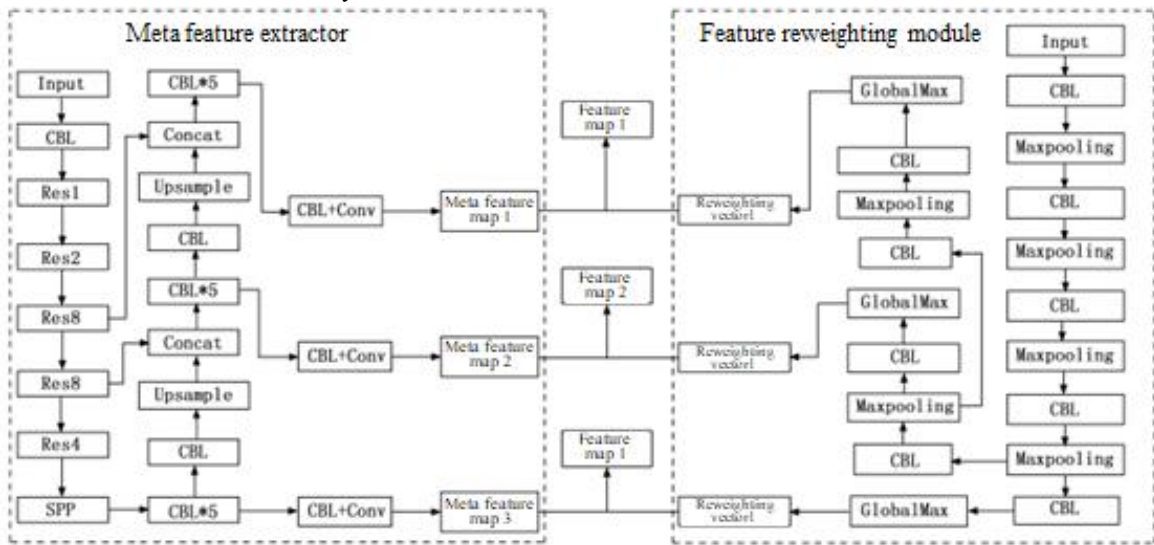 Meta feature extractor
Input
CBL
Res1
Res2
Res8
Res8
Res4
SPP
CBL*5
Concat
Upsample
CBL
CBL*5
Concat
Upsample
CBL
CBL*5
CBL+Conv
CBL+Conv
CBL+Conv
Meta feature
map 1
Meta feature
map 2
Meta feature
map 3
Feature
map 1
Feature
map 2
Feature
map 1
Feature reweighting module
Reweighting
vector1
Reweighting
vector1
Reweighting
vector1
GlobalMax
CBL
Maxpooling
CBL
GlobalMax
CBL
Maxpooling
CBL
GlobalMax
Input
CBL
Maxpooling
CBL
Maxpooling
CBL
Maxpooling
CBL
Maxpooling
CBL